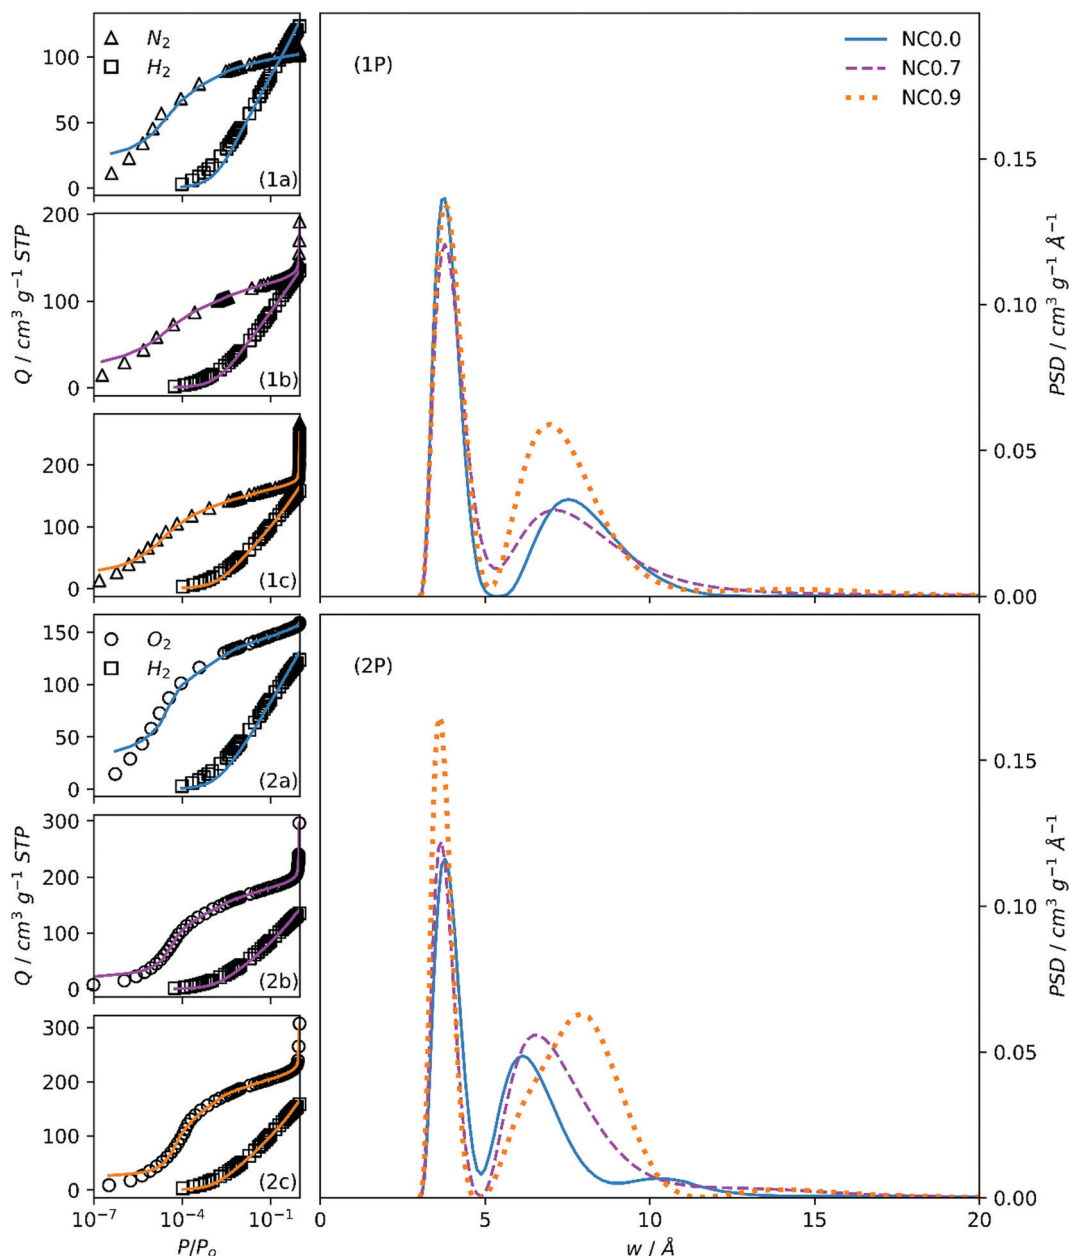 N₂
H₂
100
50
0
(1a)
200
100
0
(1b)
200
100
0
(1c)
Q / cm³ g⁻¹ STP
(1P)
NC0.0
NC0.7
NC0.9
0.15
0.10
0.05
0.00
PSD / cm³ g⁻¹ Å⁻¹
O₂
H₂
150
100
50
0
(2a)
300
200
100
0
(2b)
300
200
100
0
(2c)
Q / cm³ g⁻¹ STP
10⁻⁷ 10⁻⁴ 10⁻¹
P/Pₒ
(2P)
0.15
0.10
0.05
0.00
PSD / cm³ g⁻¹ Å⁻¹
0 5 10 15 20
w / Å